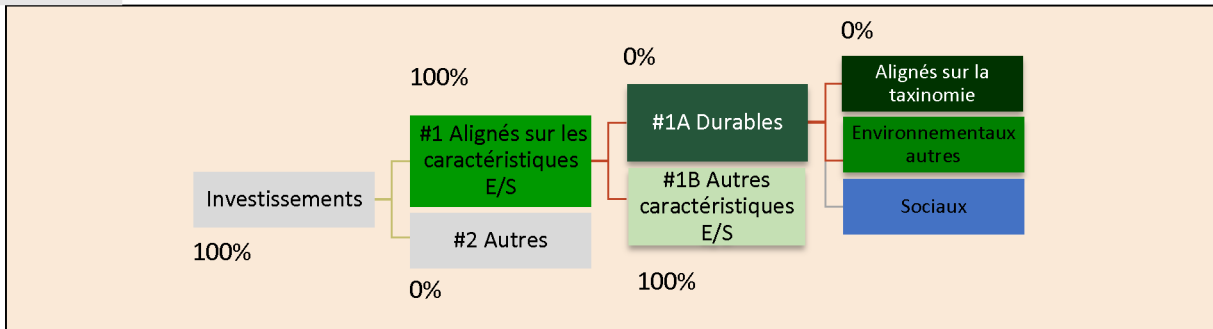 0%
0%
100%
Alignés sur la
taxinomie
#1A Durables
#1 Alignés sur les
caractéristiques
E/S
Environnementaux
autres
Investissements
#1B Autres
caractéristiques
E/S
Sociaux
#2 Autres
100%
0%
100%